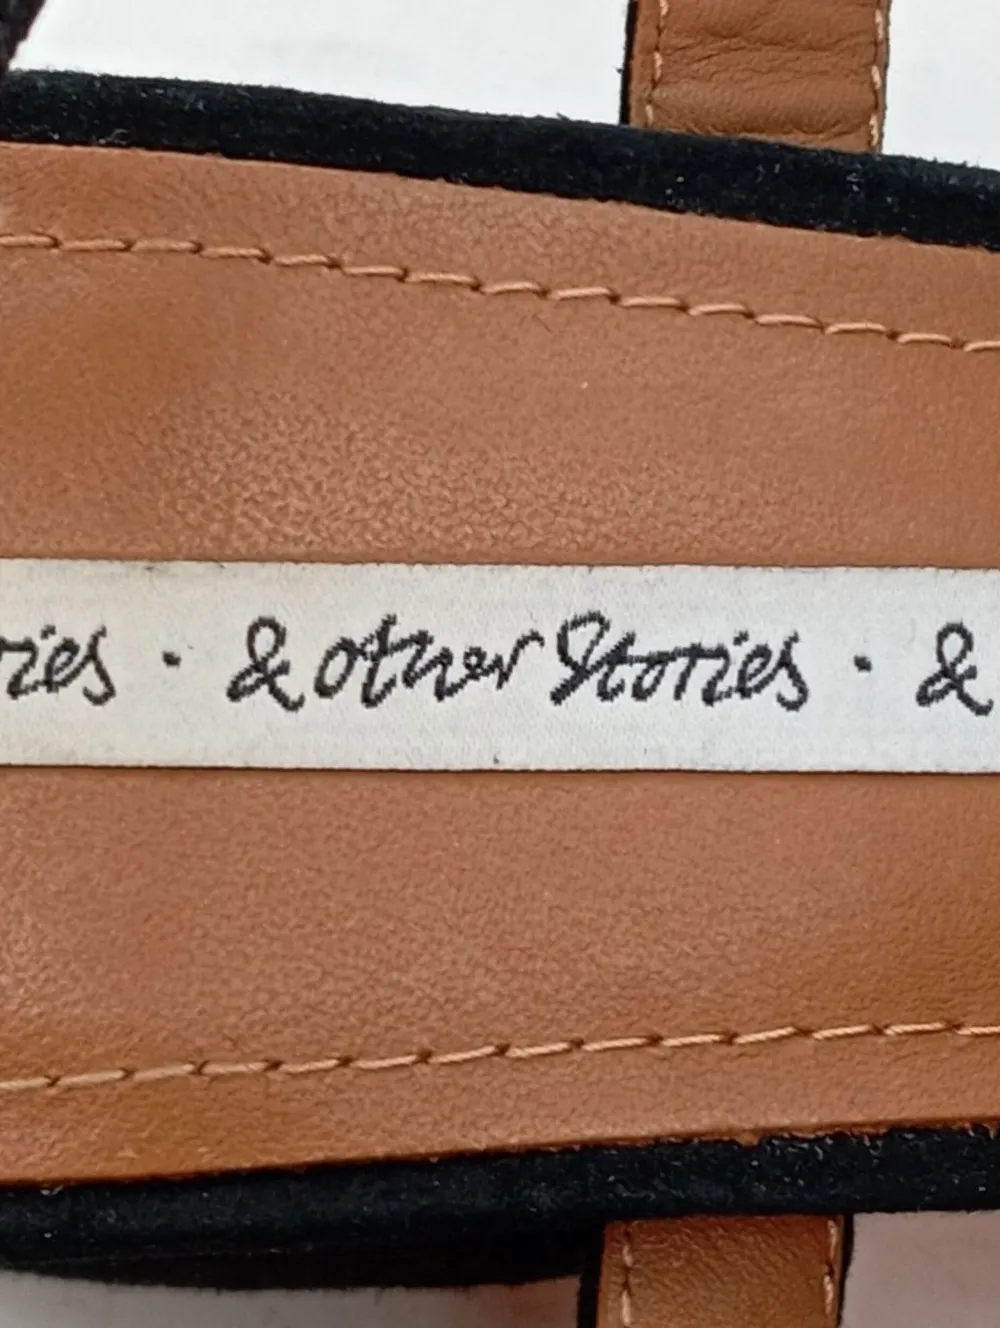 ries · & other Stories · &